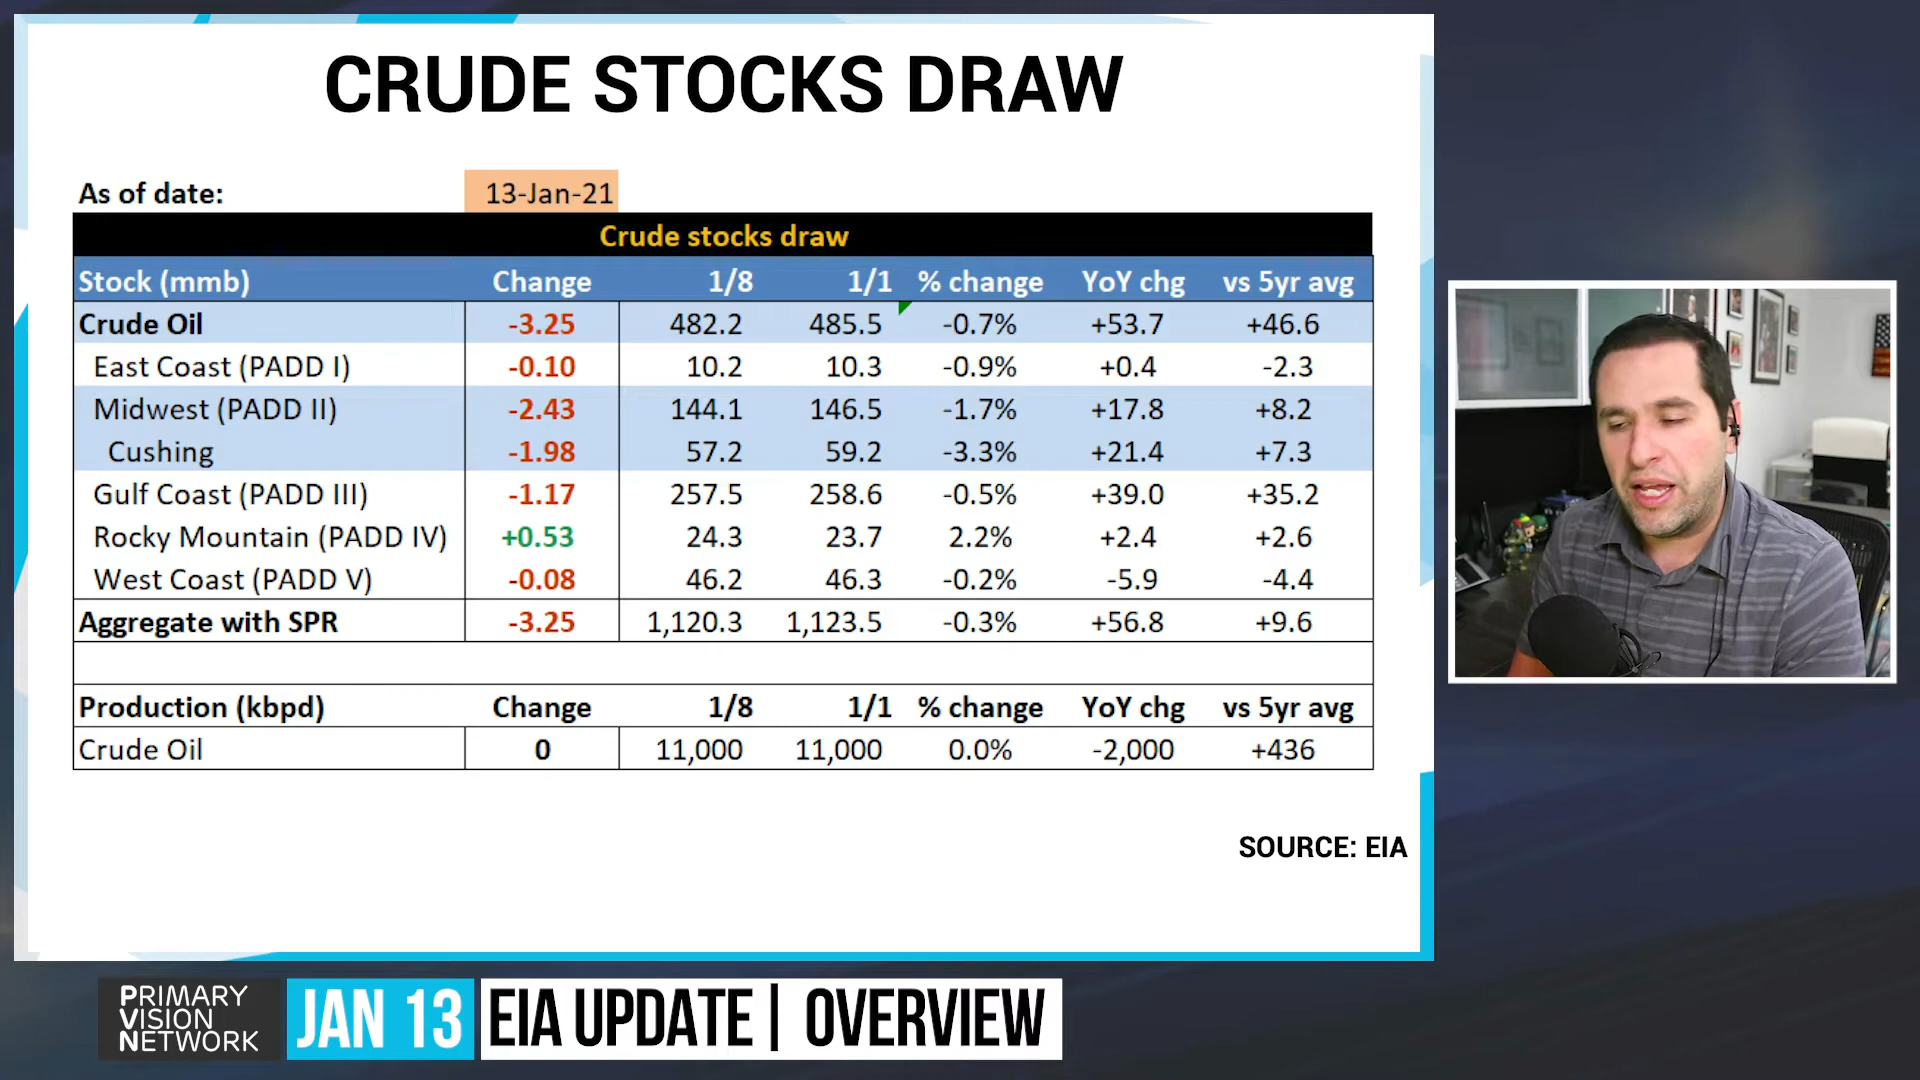 CRUDE STOCKS DRAW
As of date: 13-Jan-21
Crude stocks draw
Stock (mmb) Change 1/8 1/1 % change YoY chg vs 5yr avg
Crude Oil -3.25 482.2 485.5 -0.7% +53.7 +46.6
East Coast (PADD I) -0.10 10.2 10.3 -0.9% +0.4 -2.3
Midwest (PADD II) -2.43 144.1 146.5 -1.7% +17.8 +8.2
Cushing -1.98 57.2 59.2 -3.3% +21.4 +7.3
Gulf Coast (PADD III) -1.17 257.5 258.6 -0.5% +39.0 +35.2
Rocky Mountain (PADD IV) +0.53 24.3 23.7 2.2% +2.4 +2.6
West Coast (PADD V) -0.08 46.2 46.3 -0.2% -5.9 -4.4
Aggregate with SPR -3.25 1,120.3 1,123.5 -0.3% +56.8 +9.6
Production (kbpd) Change 1/8 1/1 % change YoY chg vs 5yr avg
Crude Oil 0 11,000 11,000 0.0% -2,000 +436
SOURCE: EIA
PRIMARY
VISION
NETWORK
JAN 13 EIA UPDATE | OVERVIEW